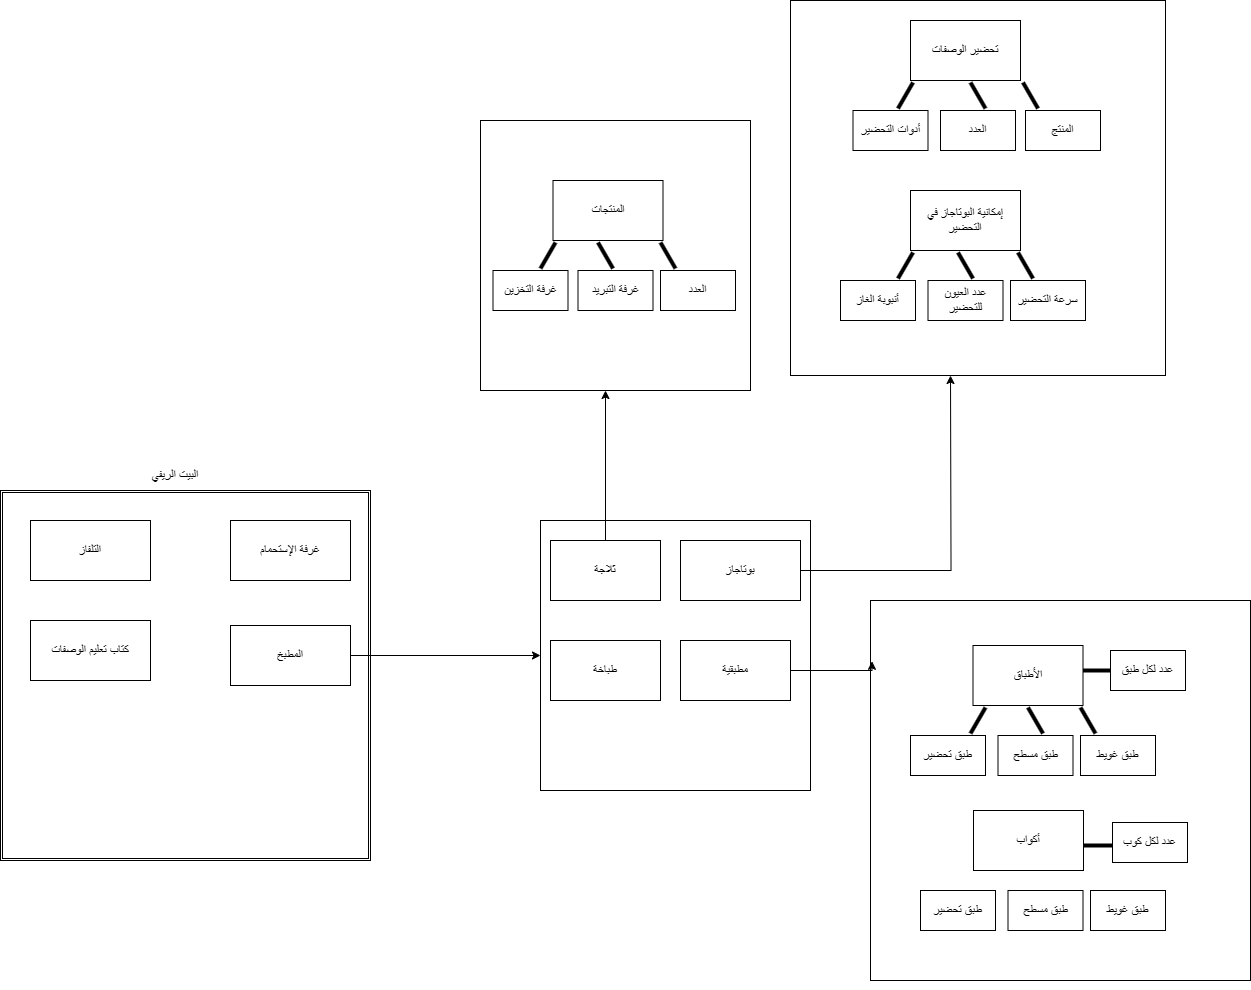 تحضير الوصفات
المنتج
العدد
أدوات التحضير
إمكانية البوتاجاز في
التحضير
سرعة التحضير
عدد العيون
للتحضير
أنبوبة الغاز
المنتجات
العدد
غرفة التبريد
غرفة التخزين
البيت الريفي
غرفة الإستحمام
التلفاز
المطبخ
كتاب تعليم الوصفات
بوتاجاز
ثلاجة
مطبقية
طباخة
الأطباق
عدد لكل طبق
طبق غويط
طبق مسطح
طبق تحضير
أكواب
عدد لكل كوب
طبق غويط
طبق مسطح
طبق تحضير